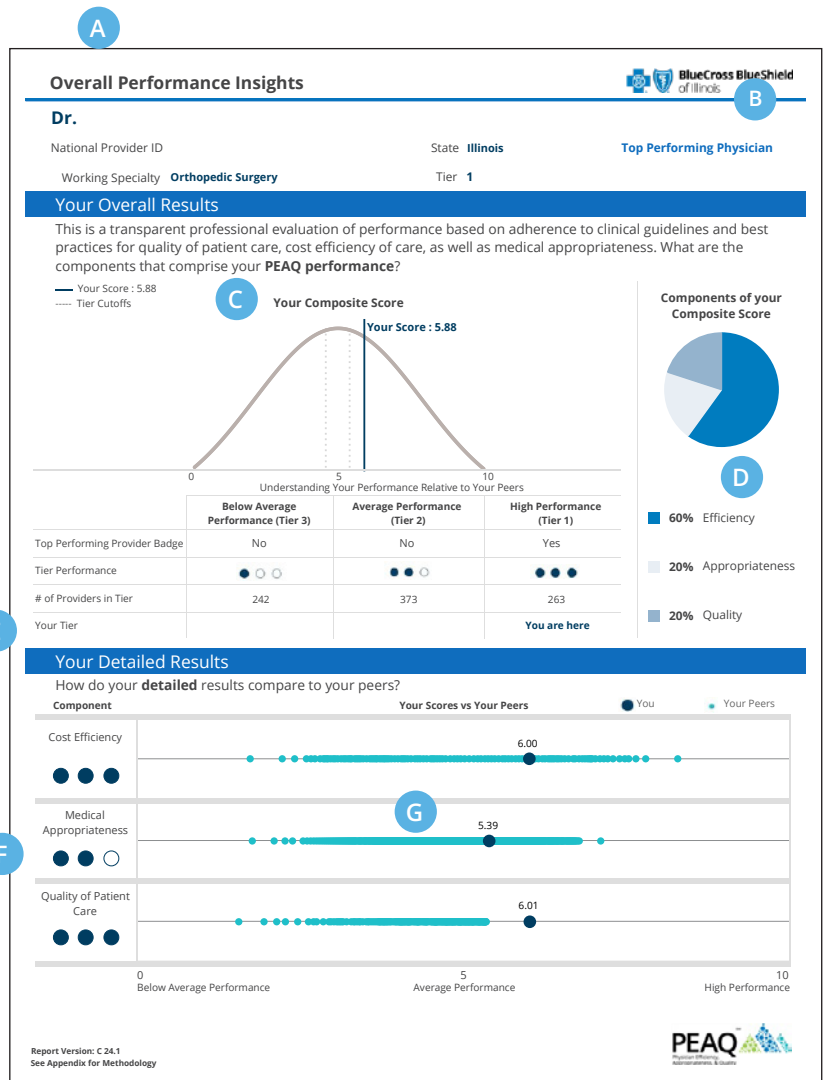 A
Overall Performance Insights
BlueCross BlueShield
of Illinois
B
Dr.
National Provider ID
State Illinois
Top Performing Physician
Working Specialty Orthopedic Surgery
Tier 1
Your Overall Results
This is a transparent professional evaluation of performance based on adherence to clinical guidelines and best
practices for quality of patient care, cost efficiency of care, as well as medical appropriateness. What are the
components that comprise your PEAQ performance?
Your Score : 5.88
Tier Cutoffs
C
Your Composite Score
Your Score : 5.88
0 5 10
Understanding Your Performance Relative to Your Peers
Below Average
Performance (Tier 3)
Average Performance
(Tier 2)
High Performance
(Tier 1)
Top Performing Provider Badge No No Yes
Tier Performance
# of Providers in Tier 242 373 263
Your Tier You are here
Components of your
Composite Score
D
60% Efficiency
20% Appropriateness
20% Quality
Your Detailed Results
How do your detailed results compare to your peers?
Component Your Scores vs Your Peers You Your Peers
Cost Efficiency
6.00
G
Medical
Appropriateness
5.39
Quality of Patient
Care
6.01
0 5 10
Below Average Performance Average Performance High Performance
Report Version: C 24.1
See Appendix for Methodology
PEAQ
Physician Efficiency,
Appropriateness, & Quality